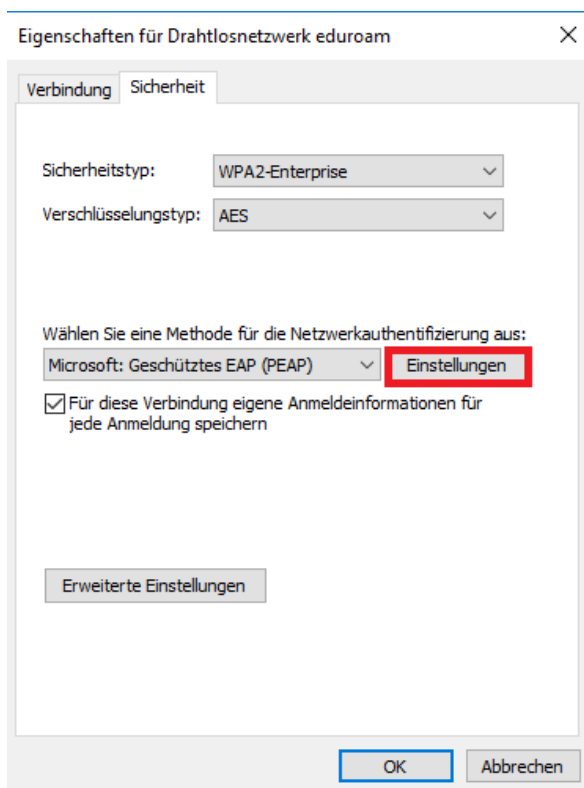 Eigenschaften für Drahtlosnetzwerk eduroam
Verbindung Sicherheit
Sicherheitstyp: WPA2-Enterprise
Verschlüsselungstyp: AES
Wählen Sie eine Methode für die Netzwerkauthentifizierung aus:
Microsoft: Geschütztes EAP (PEAP) Einstellungen
Für diese Verbindung eigene Anmeldeinformationen für
jede Anmeldung speichern
Erweiterte Einstellungen
OK Abbrechen